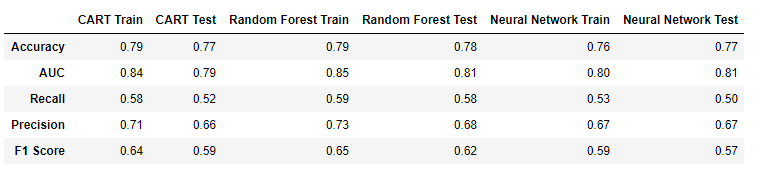 CART Train CART Test Random Forest Train Random Forest Test Neural Network Train Neural Network Test
Accuracy 0.79 0.77 0.79 0.78 0.76 0.77
AUC 0.84 0.79 0.85 0.81 0.80 0.81
Recall 0.58 0.52 0.59 0.58 0.53 0.50
Precision 0.71 0.66 0.73 0.68 0.67 0.67
F1 Score 0.64 0.59 0.65 0.62 0.59 0.57